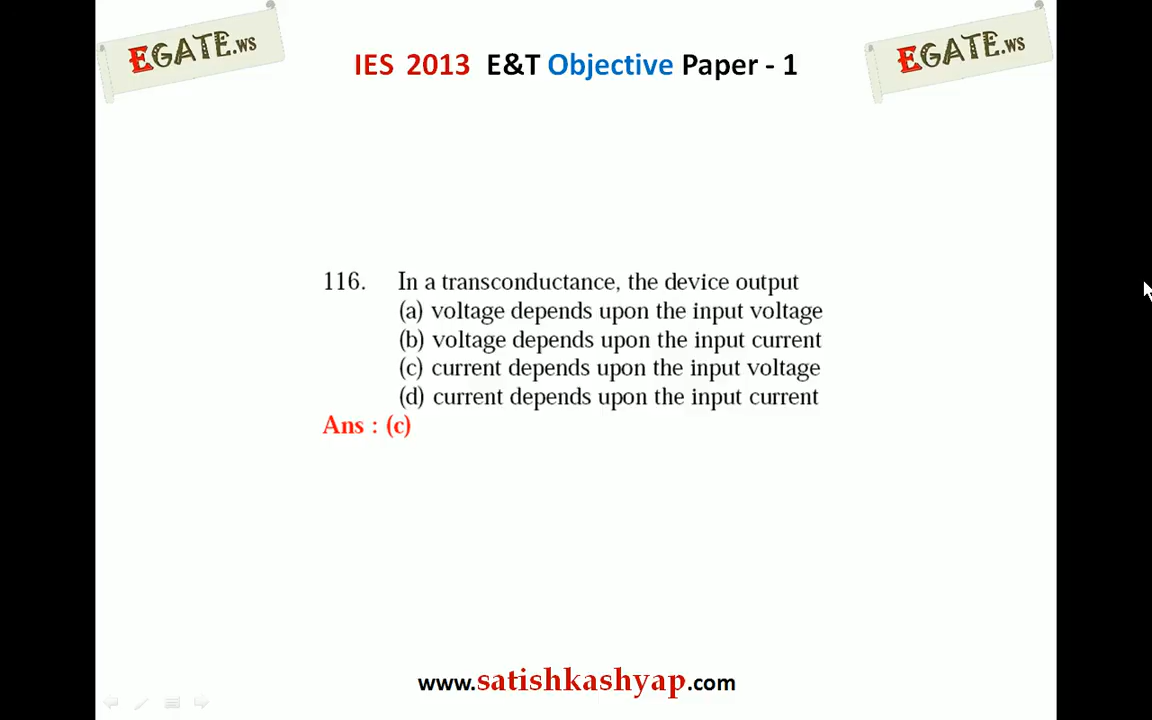 EGATE.ws
IES 2013 E&T Objective Paper - 1
EGATE.ws
116. In a transconductance, the device output
(a) voltage depends upon the input voltage
(b) voltage depends upon the input current
(c) current depends upon the input voltage
(d) current depends upon the input current
Ans : (c)
www.satishkashyap.com